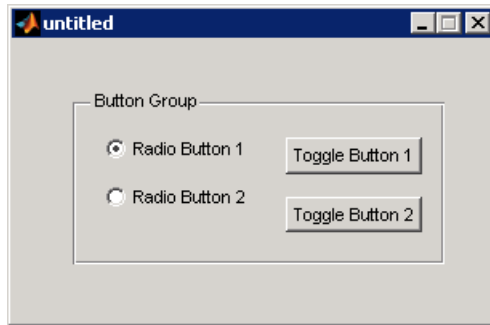 untitled
Button Group
Radio Button 1
Toggle Button 1
Radio Button 2
Toggle Button 2